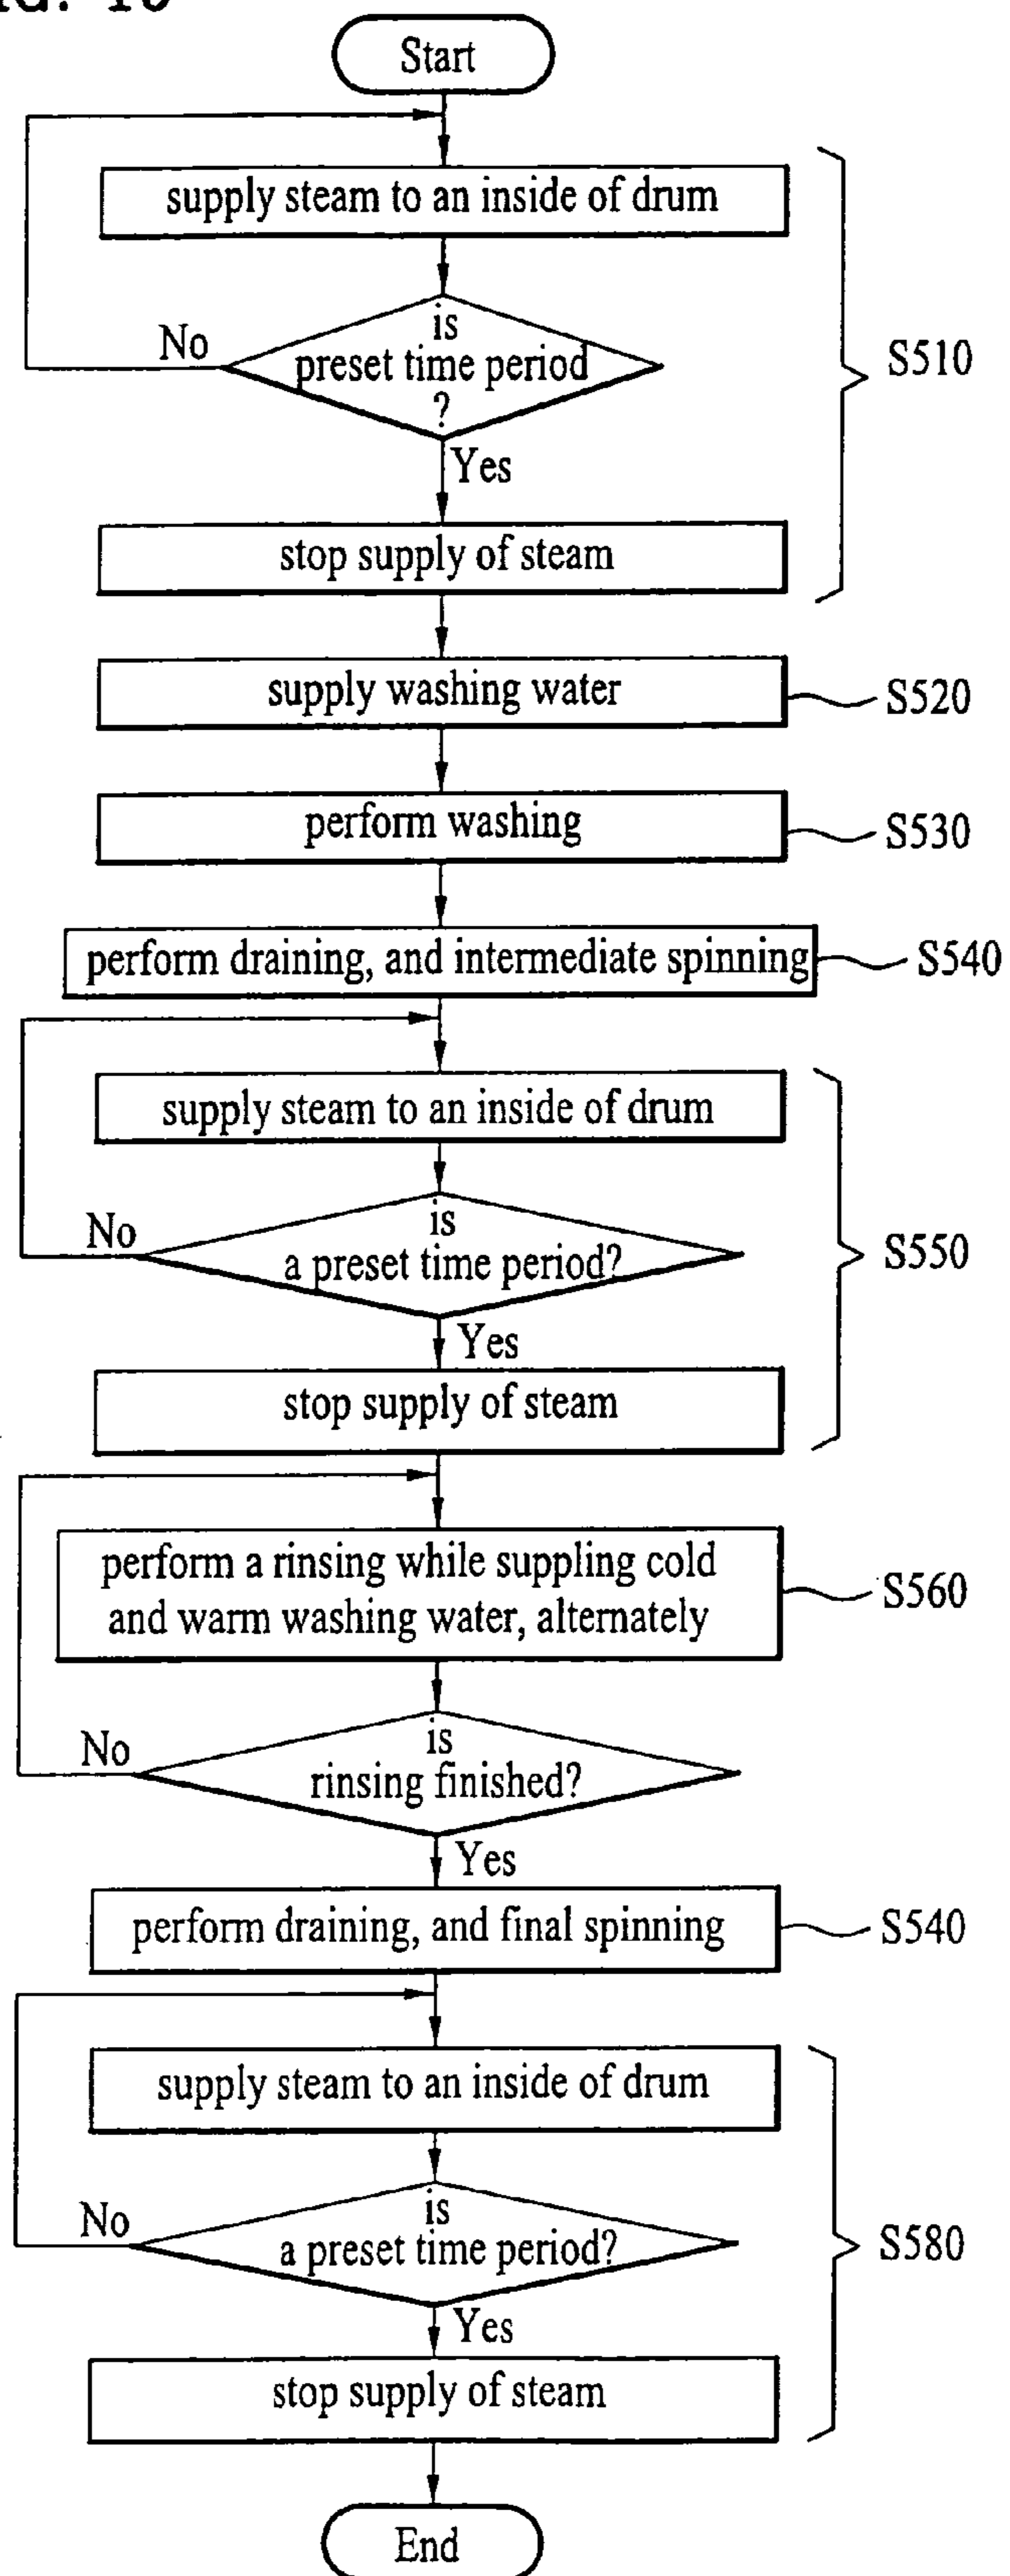 FIG. 10
Start
supply steam to an inside of drum
is
preset time period
?
No
Yes
S510
stop supply of steam
supply washing water
S520
perform washing
S530
perform draining, and intermediate spinning
S540
supply steam to an inside of drum
is
a preset time period?
No
Yes
S550
stop supply of steam
perform a rinsing while suppling cold
and warm washing water, alternately
S560
is
rinsing finished?
No
Yes
perform draining, and final spinning
S540
supply steam to an inside of drum
is
a preset time period?
No
Yes
S580
stop supply of steam
End